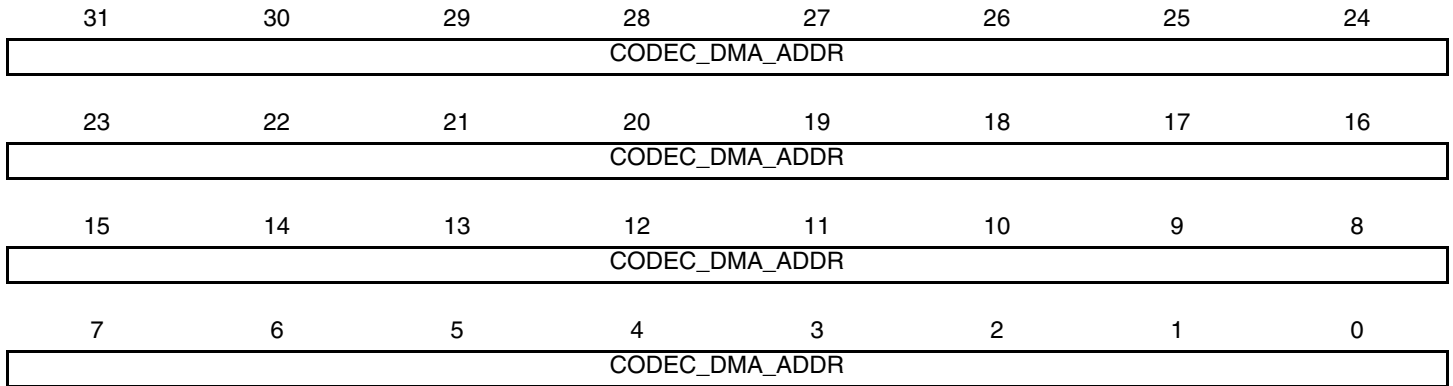 31 30 29 28 27 26 25 24
CODEC_DMA_ADDR
23 22 21 20 19 18 17 16
CODEC_DMA_ADDR
15 14 13 12 11 10 9 8
CODEC_DMA_ADDR
7 6 5 4 3 2 1 0
CODEC_DMA_ADDR